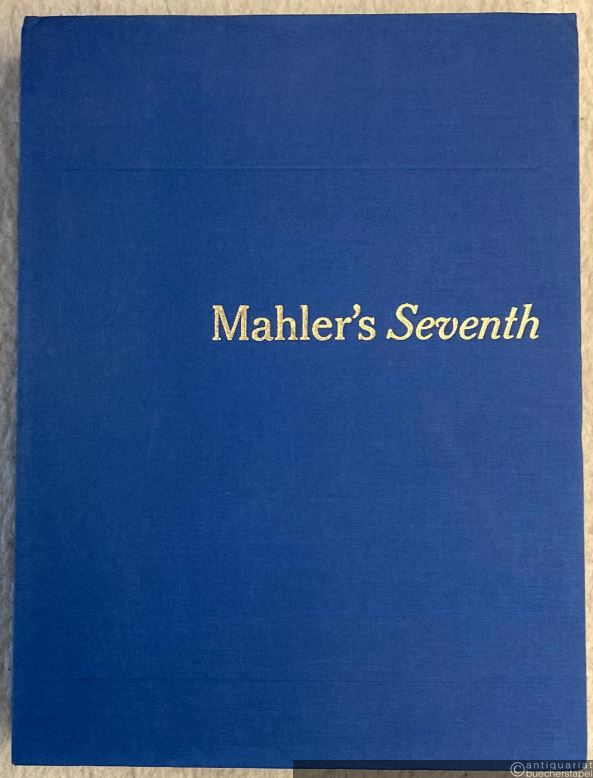 Mahler's Seventh
©antiquariat
buecherstapel